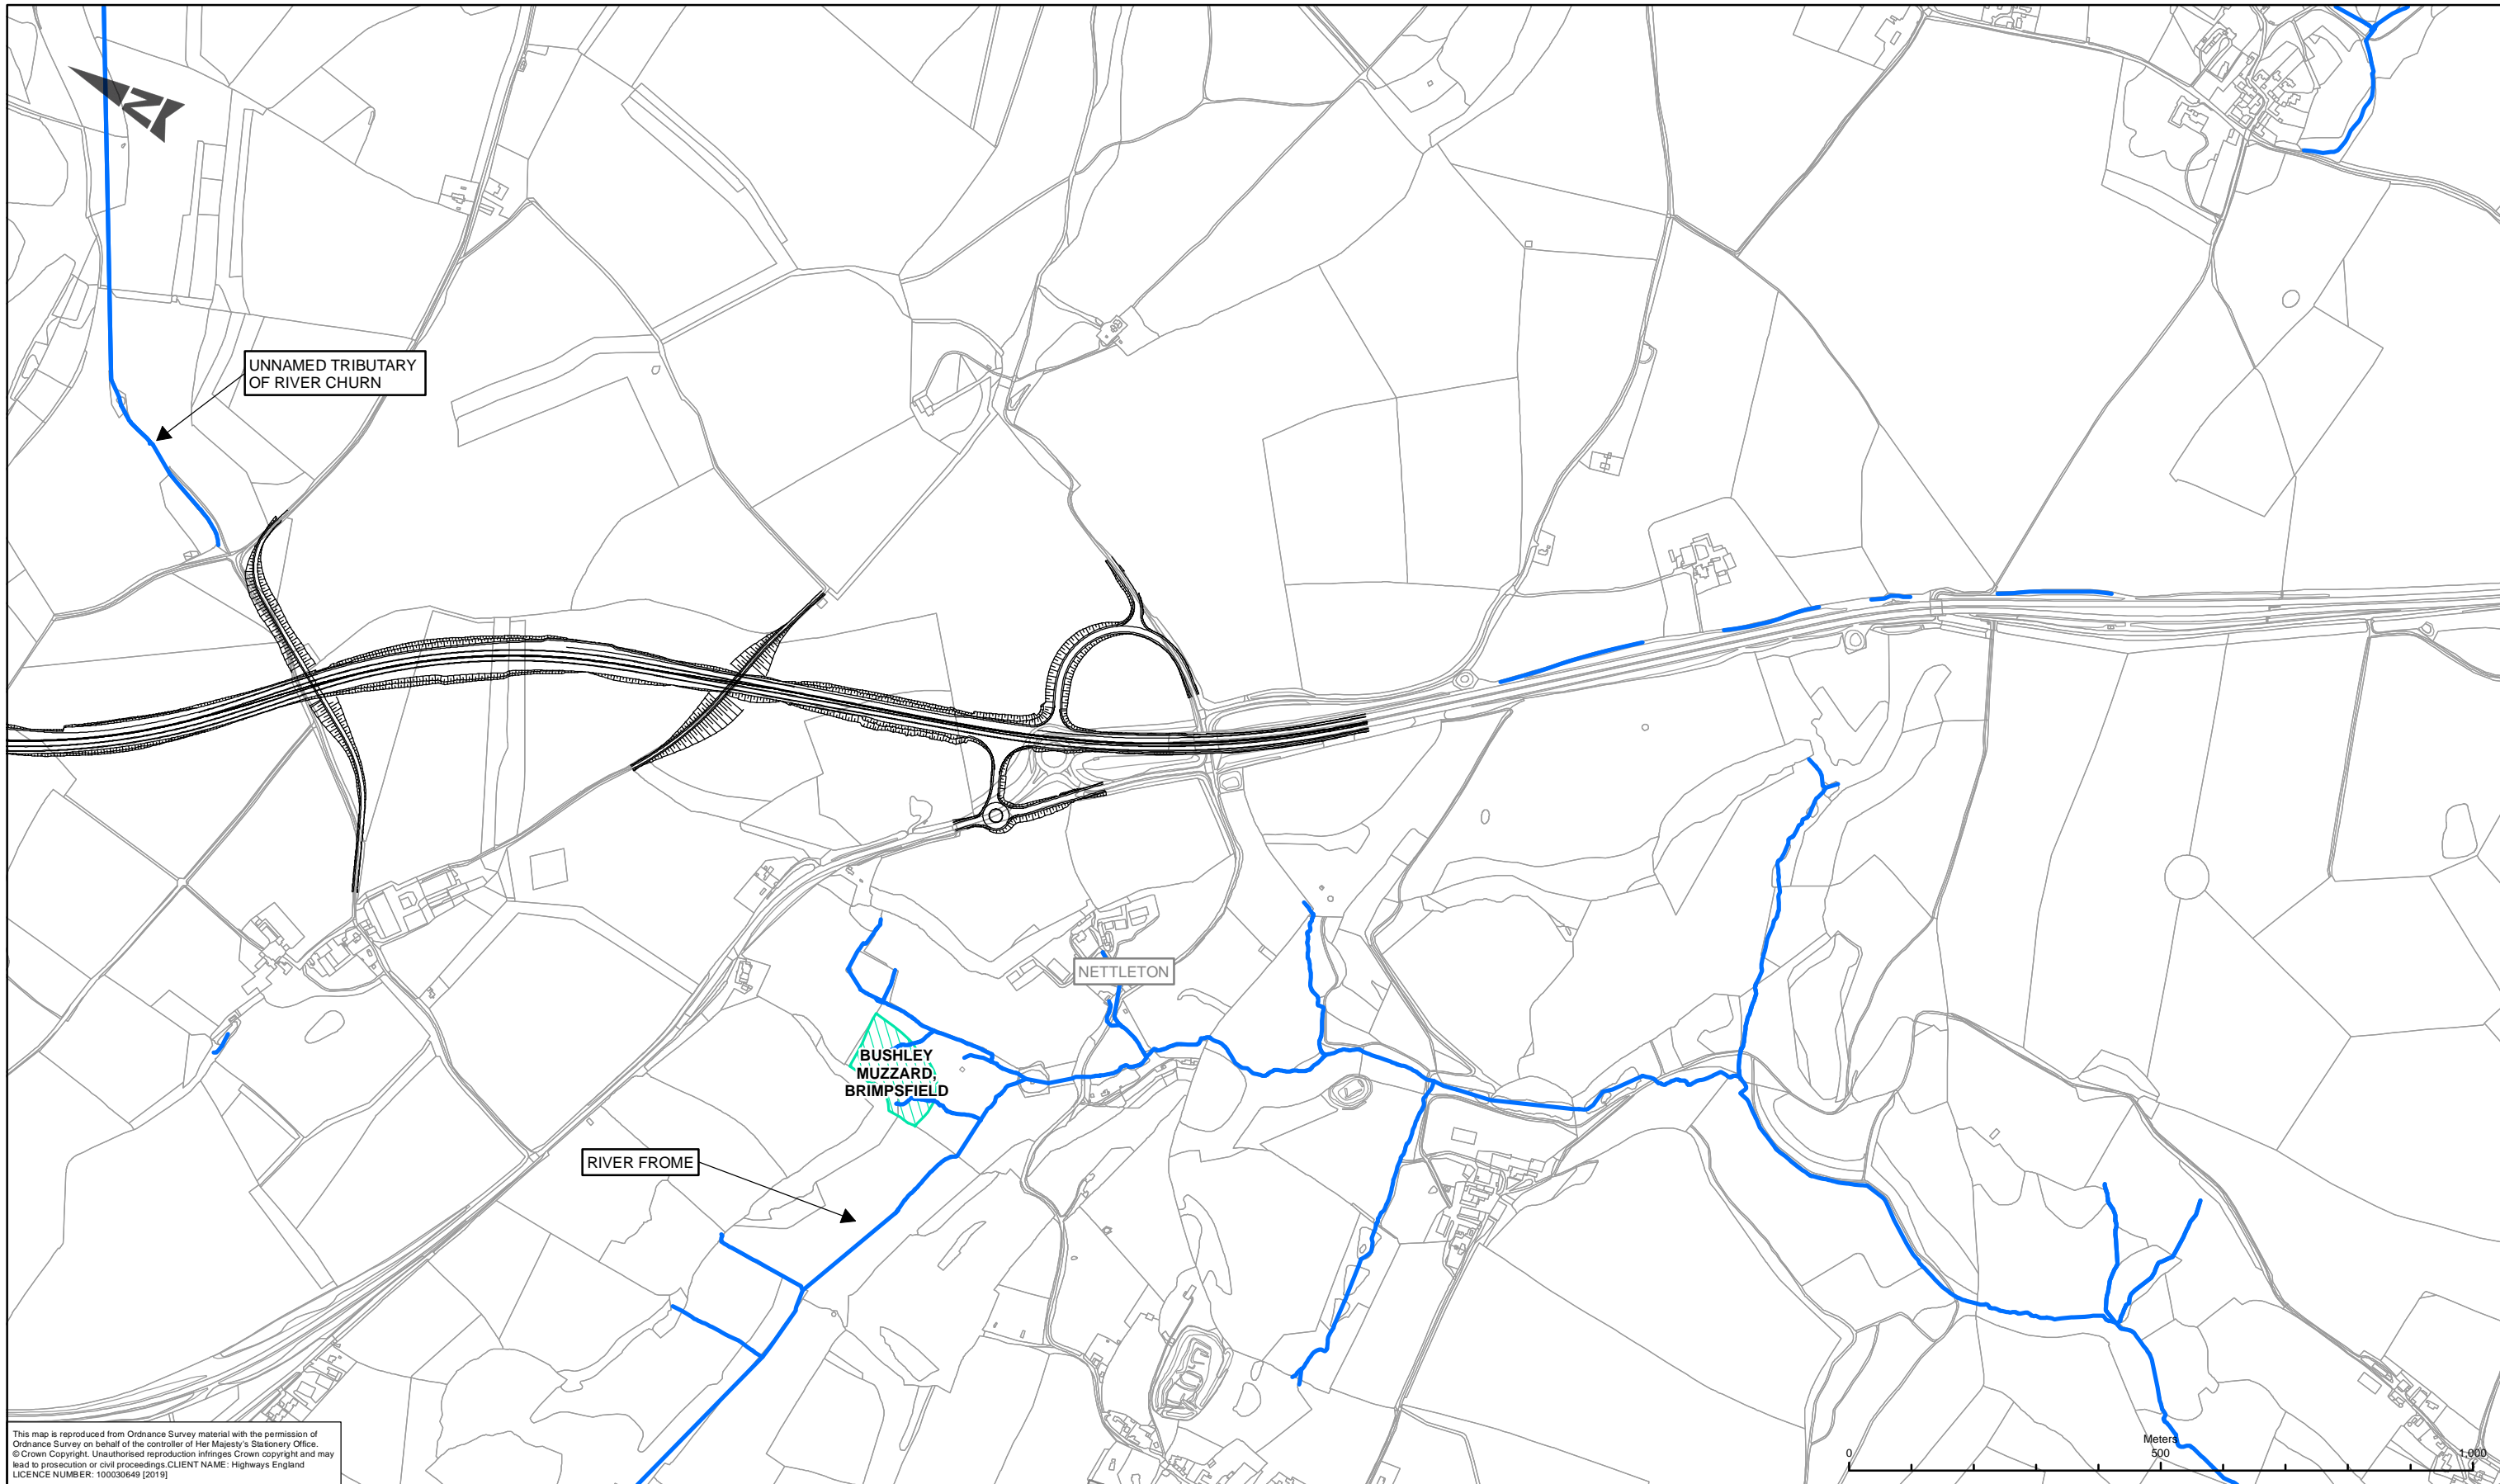 N
UNNAMED TRIBUTARY
OF RIVER CHURN
NETTLETON
BUSHLEY
MUZZARD,
BRIMPSFIELD
RIVER FROME
This map is reproduced from Ordnance Survey material with the permission of
Ordnance Survey on behalf of the controller of Her Majesty's Stationery Office.
© Crown Copyright. Unauthorised reproduction infringes Crown copyright and may
lead to prosecution or civil proceedings.CLIENT NAME: Highways England
LICENCE NUMBER: 100030649 [2019]
Meters
0 500 1,000